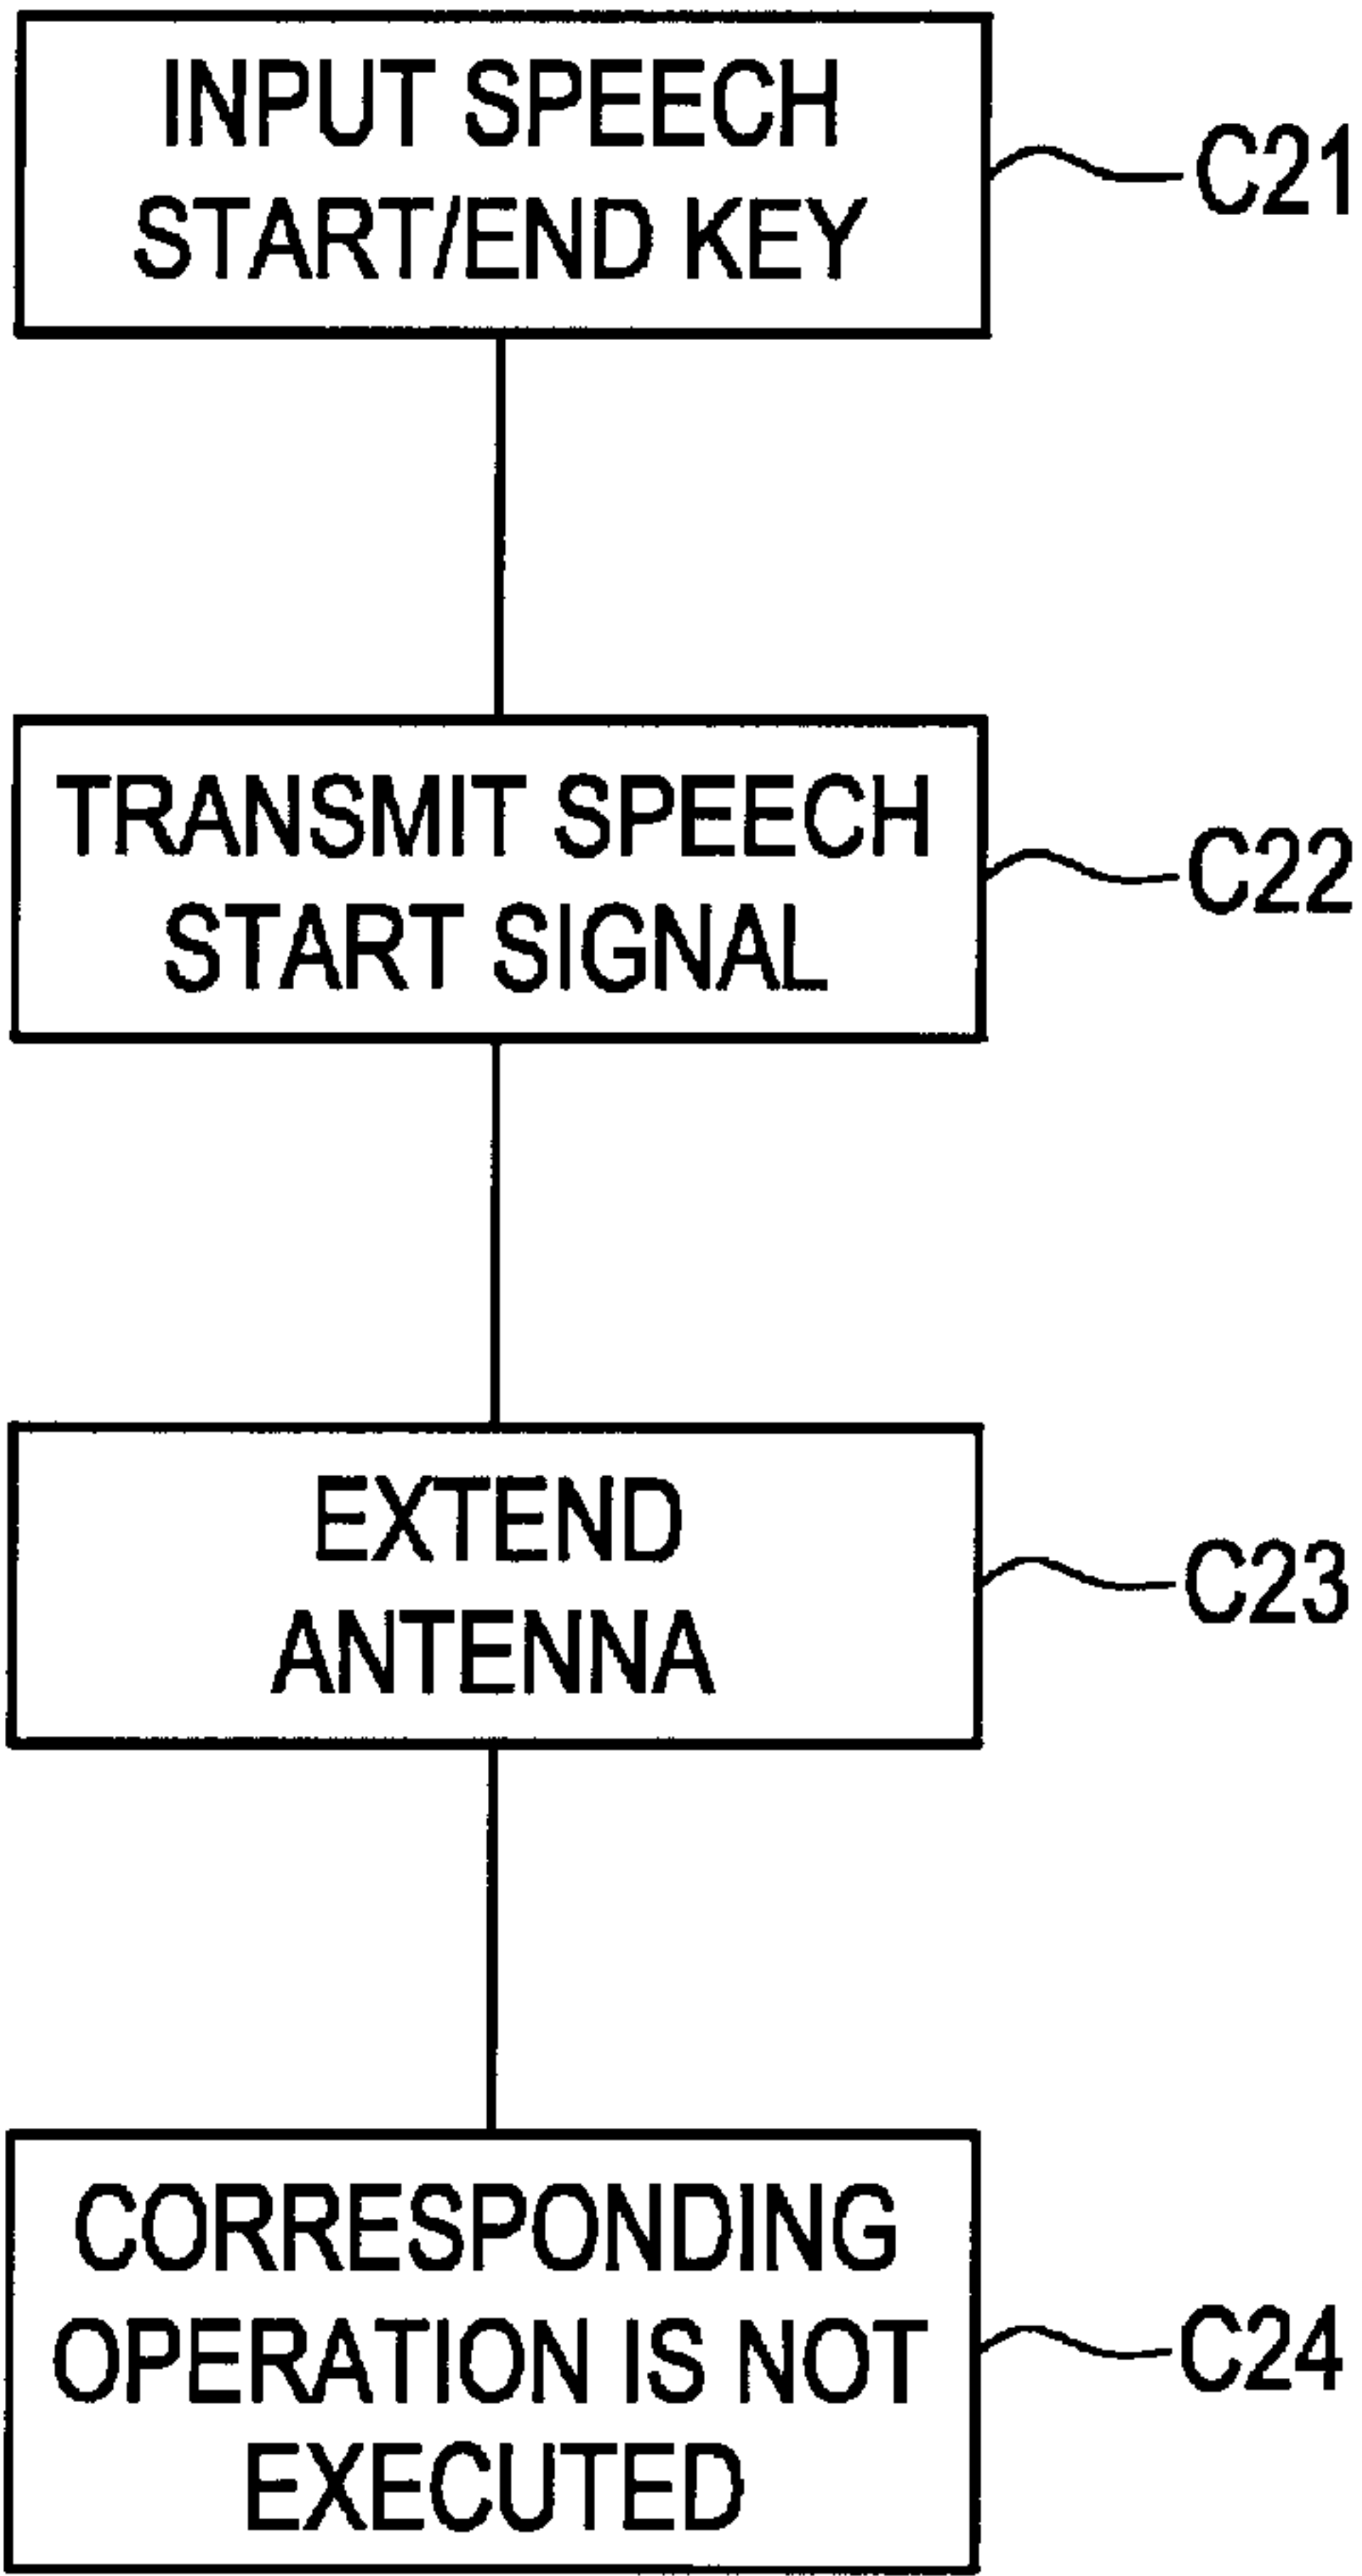 INPUT SPEECH
START/END KEY
C21
TRANSMIT SPEECH
START SIGNAL
C22
EXTEND
ANTENNA
C23
CORRESPONDING
OPERATION IS NOT
EXECUTED
C24